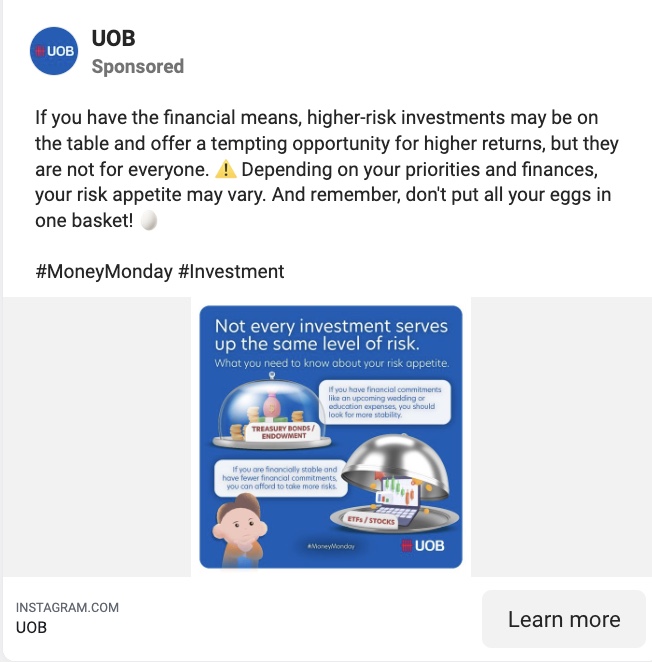 UOB
UOB
Sponsored
If you have the financial means, higher-risk investments may be on
the table and offer a tempting opportunity for higher returns, but they
are not for everyone. ⚠️ Depending on your priorities and finances,
your risk appetite may vary. And remember, don't put all your eggs in
one basket! 🥚
#MoneyMonday #Investment
Not every investment serves
up the same level of risk.
What you need to know about your risk appetite.
If you have financial commitments
like an upcoming wedding or
education expenses, you should
look for more stability.
TREASURY BONDS /
ENDOWMENT
If you are financially stable and
have fewer financial commitments,
you can afford to take more risks.
ETFs / STOCKS
#MoneyMonday
UOB
INSTAGRAM.COM
UOB
Learn more